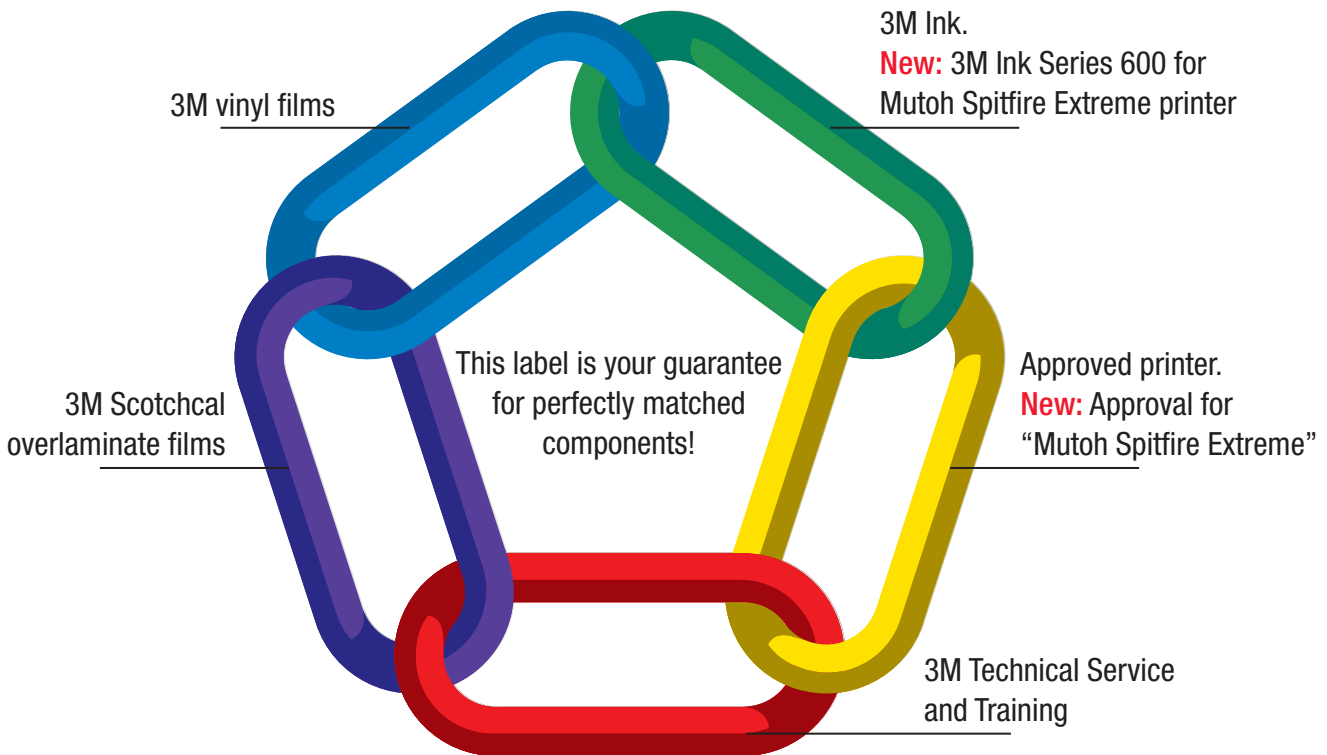 3M vinyl films
3M Ink.
New: 3M Ink Series 600 for
Mutoh Spitfire Extreme printer
This label is your guarantee
for perfectly matched
components!
3M Scotchcal
overlaminate films
Approved printer.
New: Approval for
“Mutoh Spitfire Extreme”
3M Technical Service
and Training